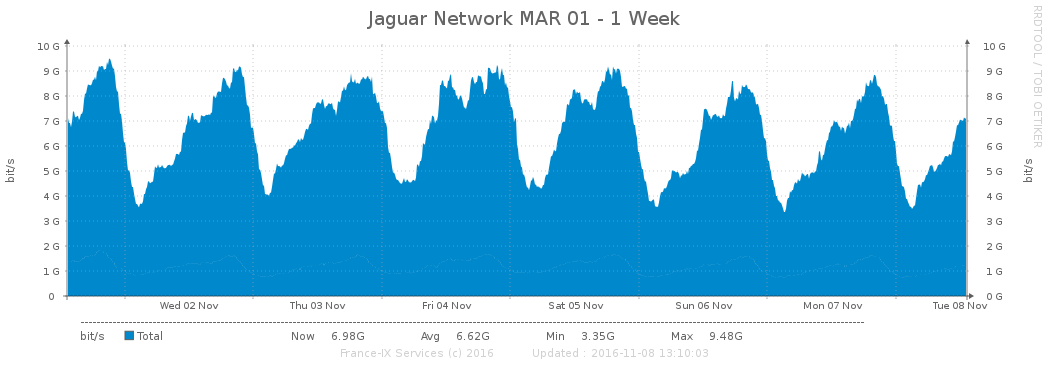 Jaguar Network MAR 01 - 1 Week
RRDTOOL / TOBI OETIKER
10 G 10 G
9 G 9 G
8 G 8 G
7 G 7 G
6 G 6 G
5 G 5 G
4 G 4 G
3 G 3 G
2 G 2 G
1 G 1 G
0 0 G
bit/s
bit/s
Wed 02 Nov Thu 03 Nov Fri 04 Nov Sat 05 Nov Sun 06 Nov Mon 07 Nov Tue 08 Nov
bit/s Total Now 6.98G Avg 6.62G Min 3.35G Max 9.48G
France-IX Services (c) 2016 Updated : 2016-11-08 13:10:03